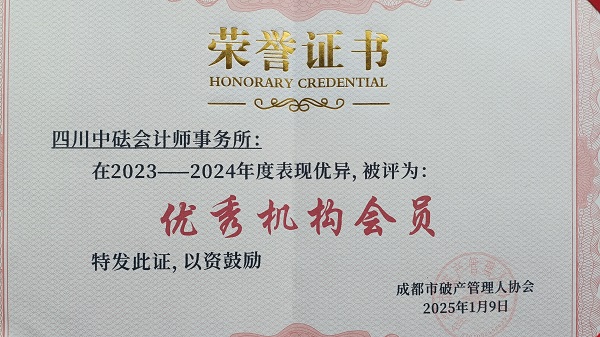 荣誉证书
HONORARY CREDENTIAL
四川中砝会计师事务所:
在2023——2024年度表现优异, 被评为:
优秀机构会员
特发此证, 以资鼓励
成都市破产管理人协会
2025年1月9日